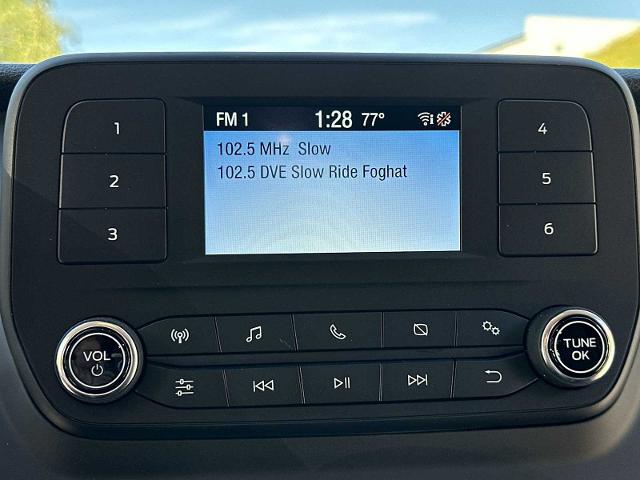 FM 1 1:28 77°
102.5 MHz Slow
102.5 DVE Slow Ride Foghat
1
2
3
4
5
6
VOL
TUNE
OK